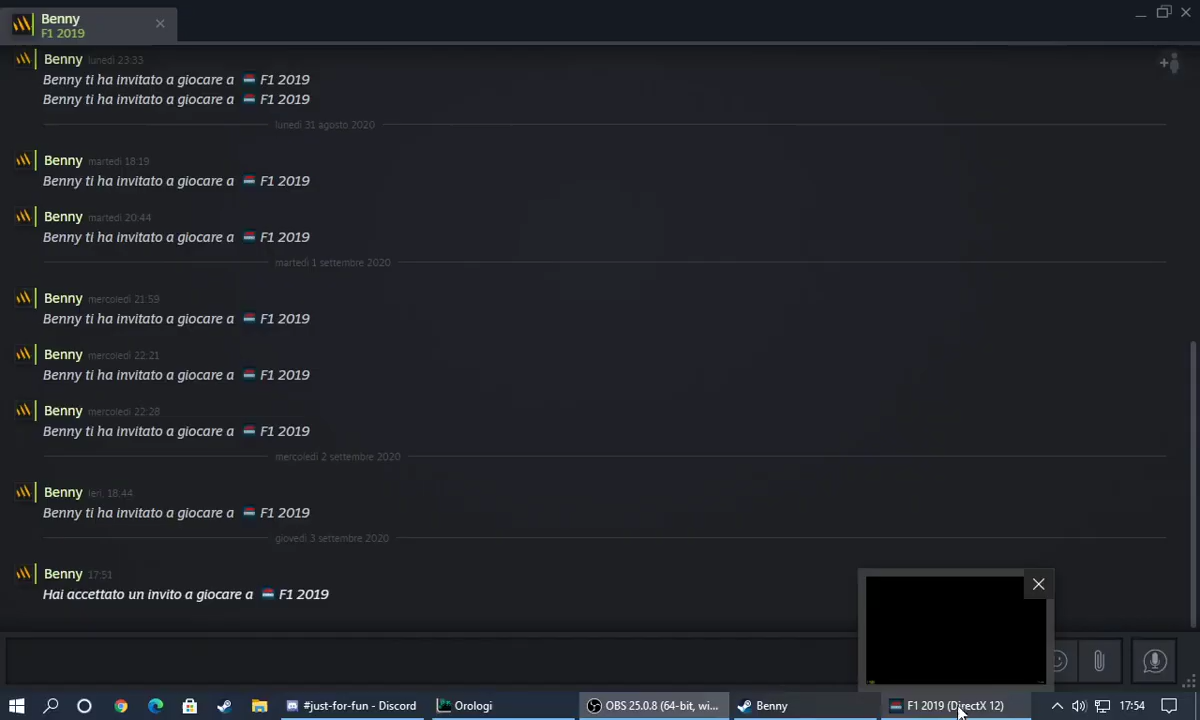 Benny
F1 2019
Benny lunedì 23:33
Benny ti ha invitato a giocare a F1 2019
Benny ti ha invitato a giocare a F1 2019
lunedì 31 agosto 2020
Benny martedì 18:19
Benny ti ha invitato a giocare a F1 2019
Benny martedì 20:44
Benny ti ha invitato a giocare a F1 2019
martedì 1 settembre 2020
Benny mercoledì 21:59
Benny ti ha invitato a giocare a F1 2019
Benny mercoledì 22:21
Benny ti ha invitato a giocare a F1 2019
Benny mercoledì 22:28
Benny ti ha invitato a giocare a F1 2019
mercoledì 2 settembre 2020
Benny Ieri, 18:44
Benny ti ha invitato a giocare a F1 2019
giovedì 3 settembre 2020
Benny 17:51
Hai accettato un invito a giocare a F1 2019
#just-for-fun - Discord Orologi OBS 25.0.8 (64-bit, wi... Benny F1 2019 (DirectX 12) 17:54